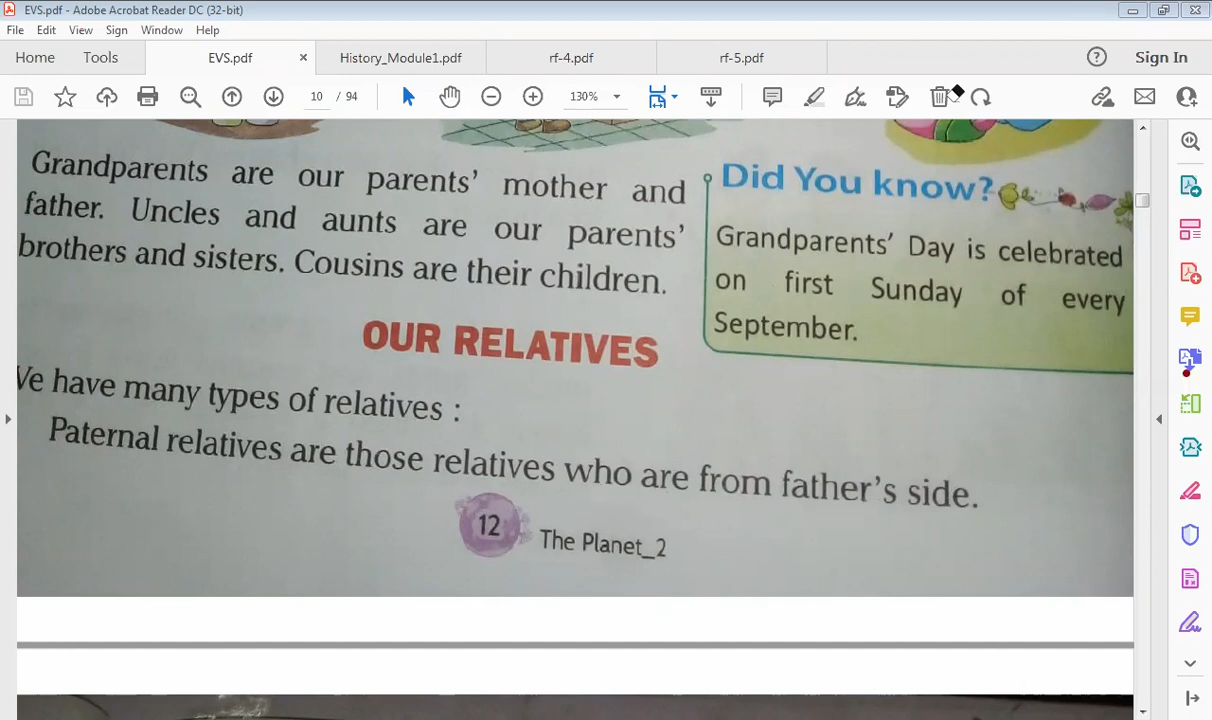 EVS.pdf - Adobe Acrobat Reader DC (32-bit)
File Edit View Sign Window Help
Home Tools EVS.pdf × History_Module1.pdf rf-4.pdf rf-5.pdf Sign In
10 / 94 130%
Grandparents are our parents' mother and
father. Uncles and aunts are our parents'
brothers and sisters. Cousins are their children.
Did You know?
Grandparents' Day is celebrated
on first Sunday of every
September.
OUR RELATIVES
We have many types of relatives :
Paternal relatives are those relatives who are from father's side.
12 The Planet_2